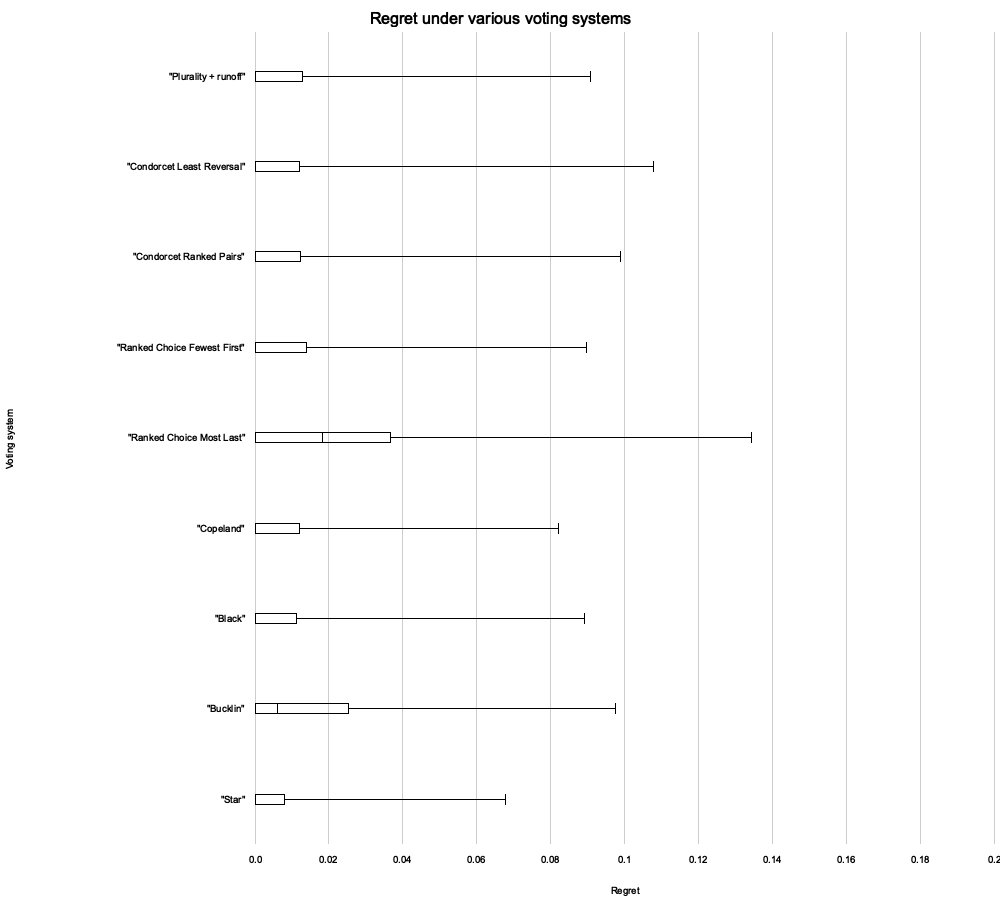 Regret under various voting systems
"Plurality + runoff"
"Condorcet Least Reversal"
"Condorcet Ranked Pairs"
"Ranked Choice Fewest First"
"Ranked Choice Most Last"
"Copeland"
"Black"
"Bucklin"
"Star"
Voting system
0.0 0.02 0.04 0.06 0.08 0.1 0.12 0.14 0.16 0.18 0.2
Regret